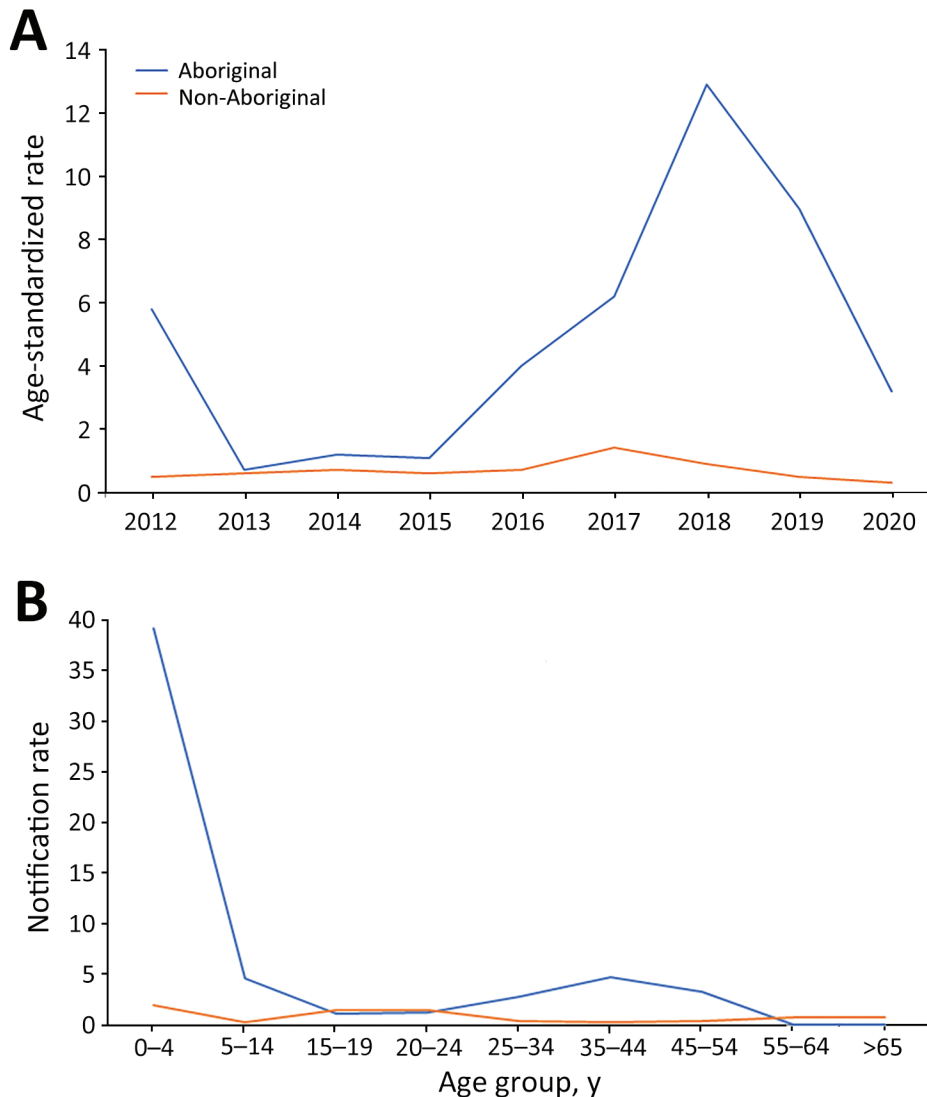 A
Age-standardized rate
14
12
10
8
6
4
2
0
Aboriginal
Non-Aboriginal
2012 2013 2014 2015 2016 2017 2018 2019 2020
B
Notification rate
40
35
30
25
20
15
10
5
0
0–4 5–14 15–19 20–24 25–34 35–44 45–54 55–64 >65
Age group, y